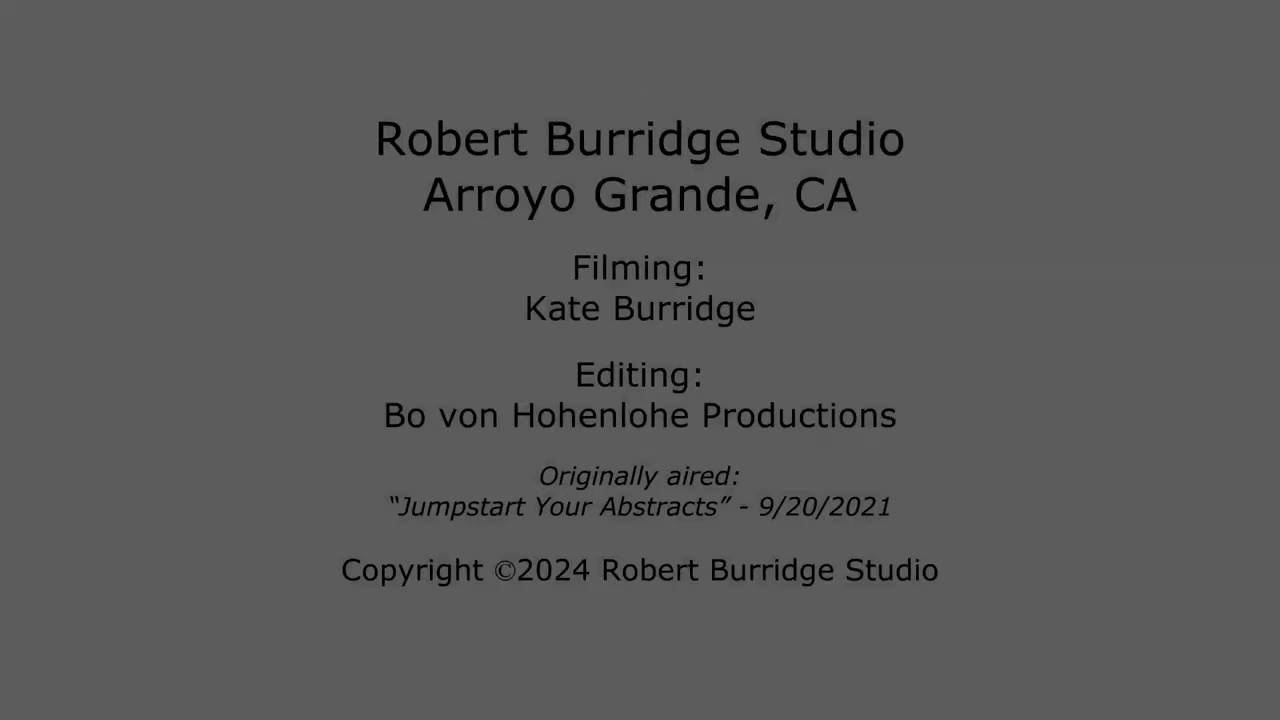 Robert Burridge Studio
Arroyo Grande, CA
Filming:
Kate Burridge
Editing:
Bo von Hohenlohe Productions
Originally aired:
“Jumpstart Your Abstracts” - 9/20/2021
Copyright ©2024 Robert Burridge Studio